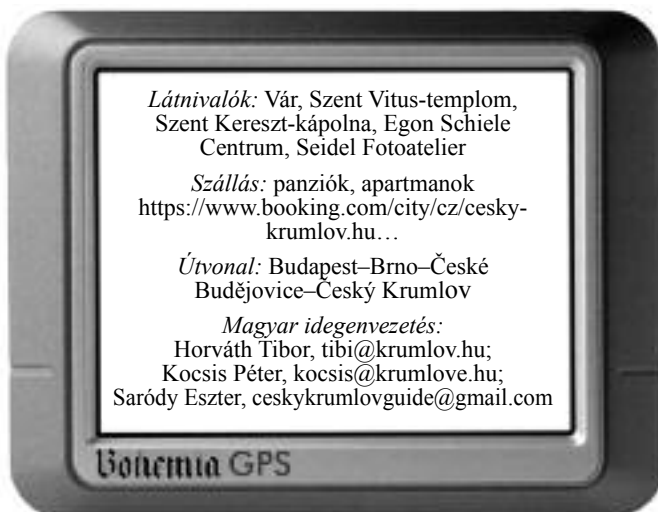 Látnivalók: Vár, Szent Vitus-templom,
Szent Kereszt-kápolna, Egon Schiele
Centrum, Seidel Fotoatelier
Szállás: panziók, apartmanok
https://www.booking.com/city/cz/cesky-
krumlov.hu…
Útvonal: Budapest–Brno–České
Budějovice–Český Krumlov
Magyar idegenvezetés:
Horváth Tibor, tibi@krumlov.hu;
Kocsis Péter, kocsis@krumlove.hu;
Saródy Eszter, ceskykrumlovguide@gmail.com
Bohemia GPS